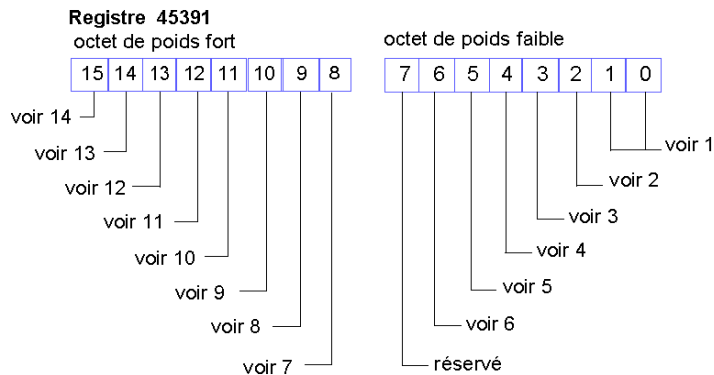 Registre 45391
octet de poids fort
octet de poids faible
15 14 13 12 11 10 9 8
7 6 5 4 3 2 1 0
voir 14
voir 13
voir 12
voir 11
voir 10
voir 9
voir 8
voir 7
voir 1
voir 2
voir 3
voir 4
voir 5
voir 6
réservé